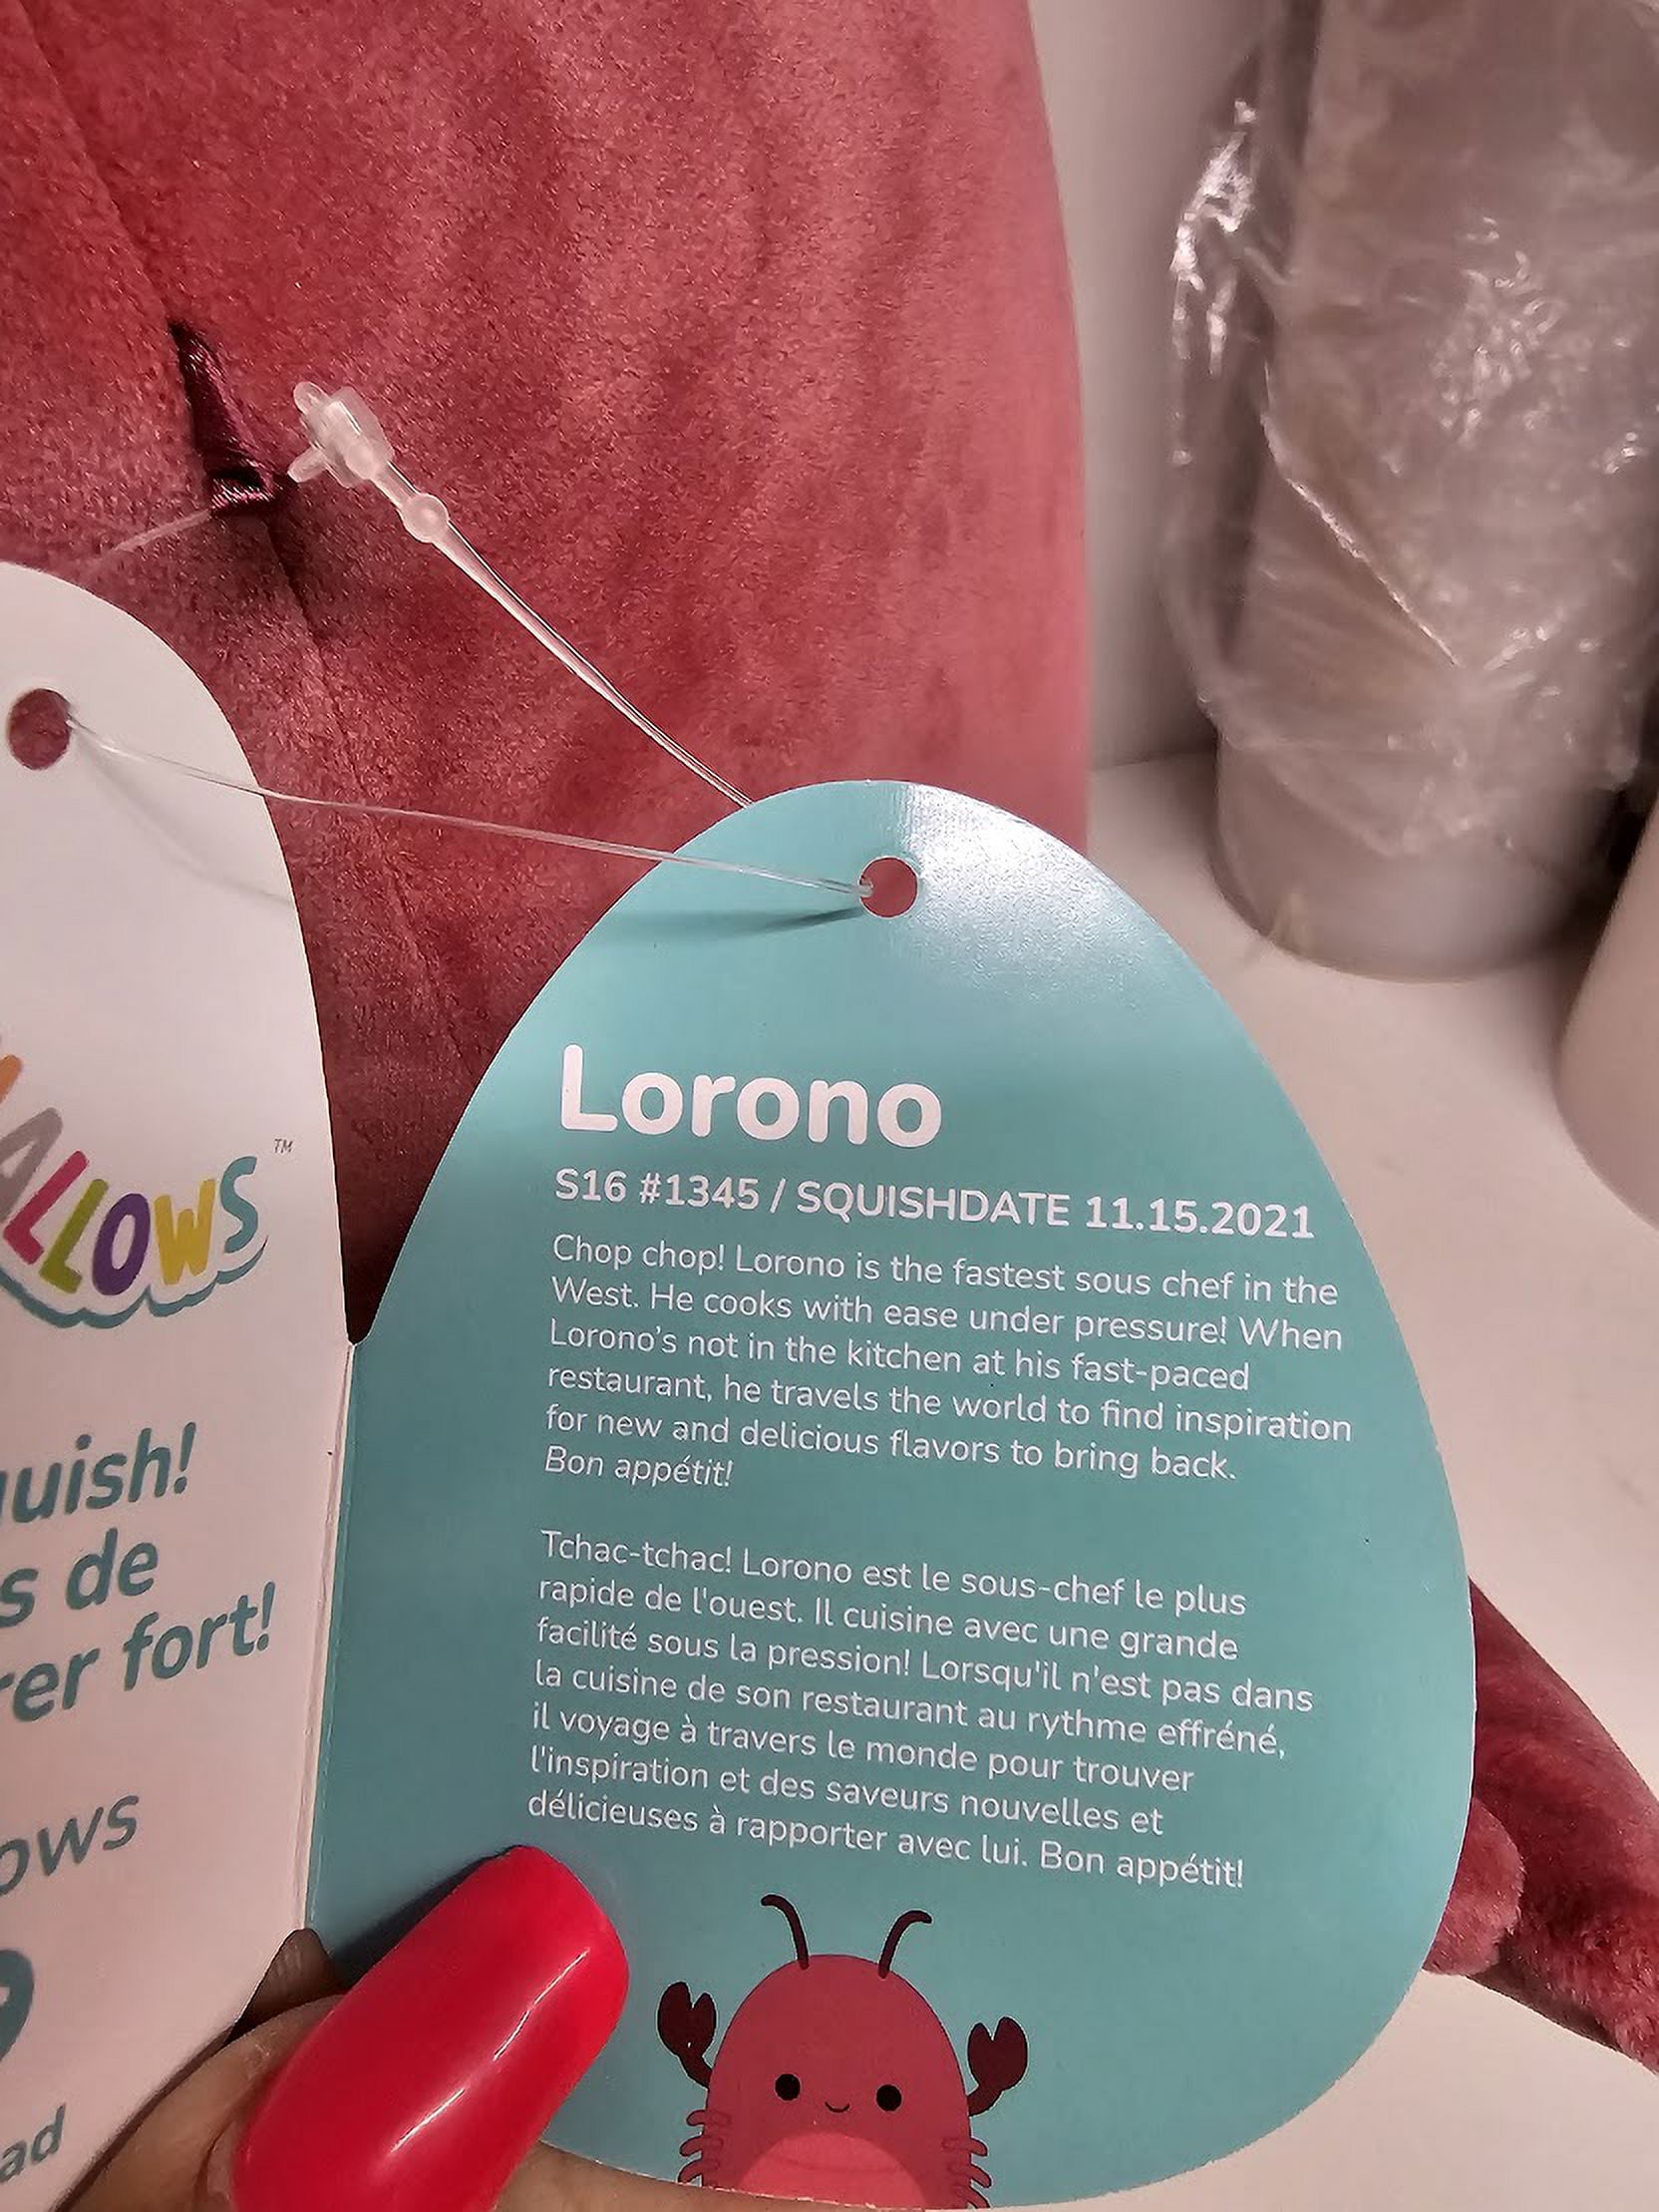 ALLOWS™
uish!
s de
rer fort!
ows
ad
Lorono
S16 #1345 / SQUISHDATE 11.15.2021
Chop chop! Lorono is the fastest sous chef in the
West. He cooks with ease under pressure! When
Lorono's not in the kitchen at his fast-paced
restaurant, he travels the world to find inspiration
for new and delicious flavors to bring back.
Bon appétit!
Tchac-tchac! Lorono est le sous-chef le plus
rapide de l'ouest. Il cuisine avec une grande
facilité sous la pression! Lorsqu'il n'est pas dans
la cuisine de son restaurant au rythme effréné,
il voyage à travers le monde pour trouver
l'inspiration et des saveurs nouvelles et
délicieuses à rapporter avec lui. Bon appétit!